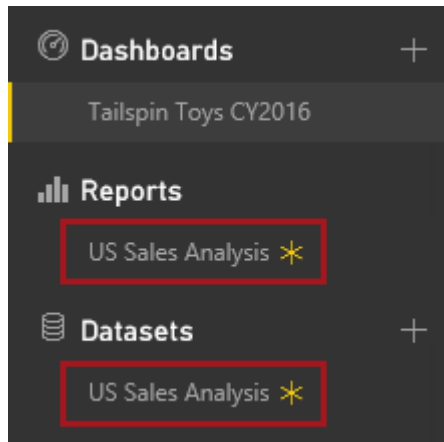 Dashboards
Tailspin Toys CY2016
Reports
US Sales Analysis
Datasets
US Sales Analysis